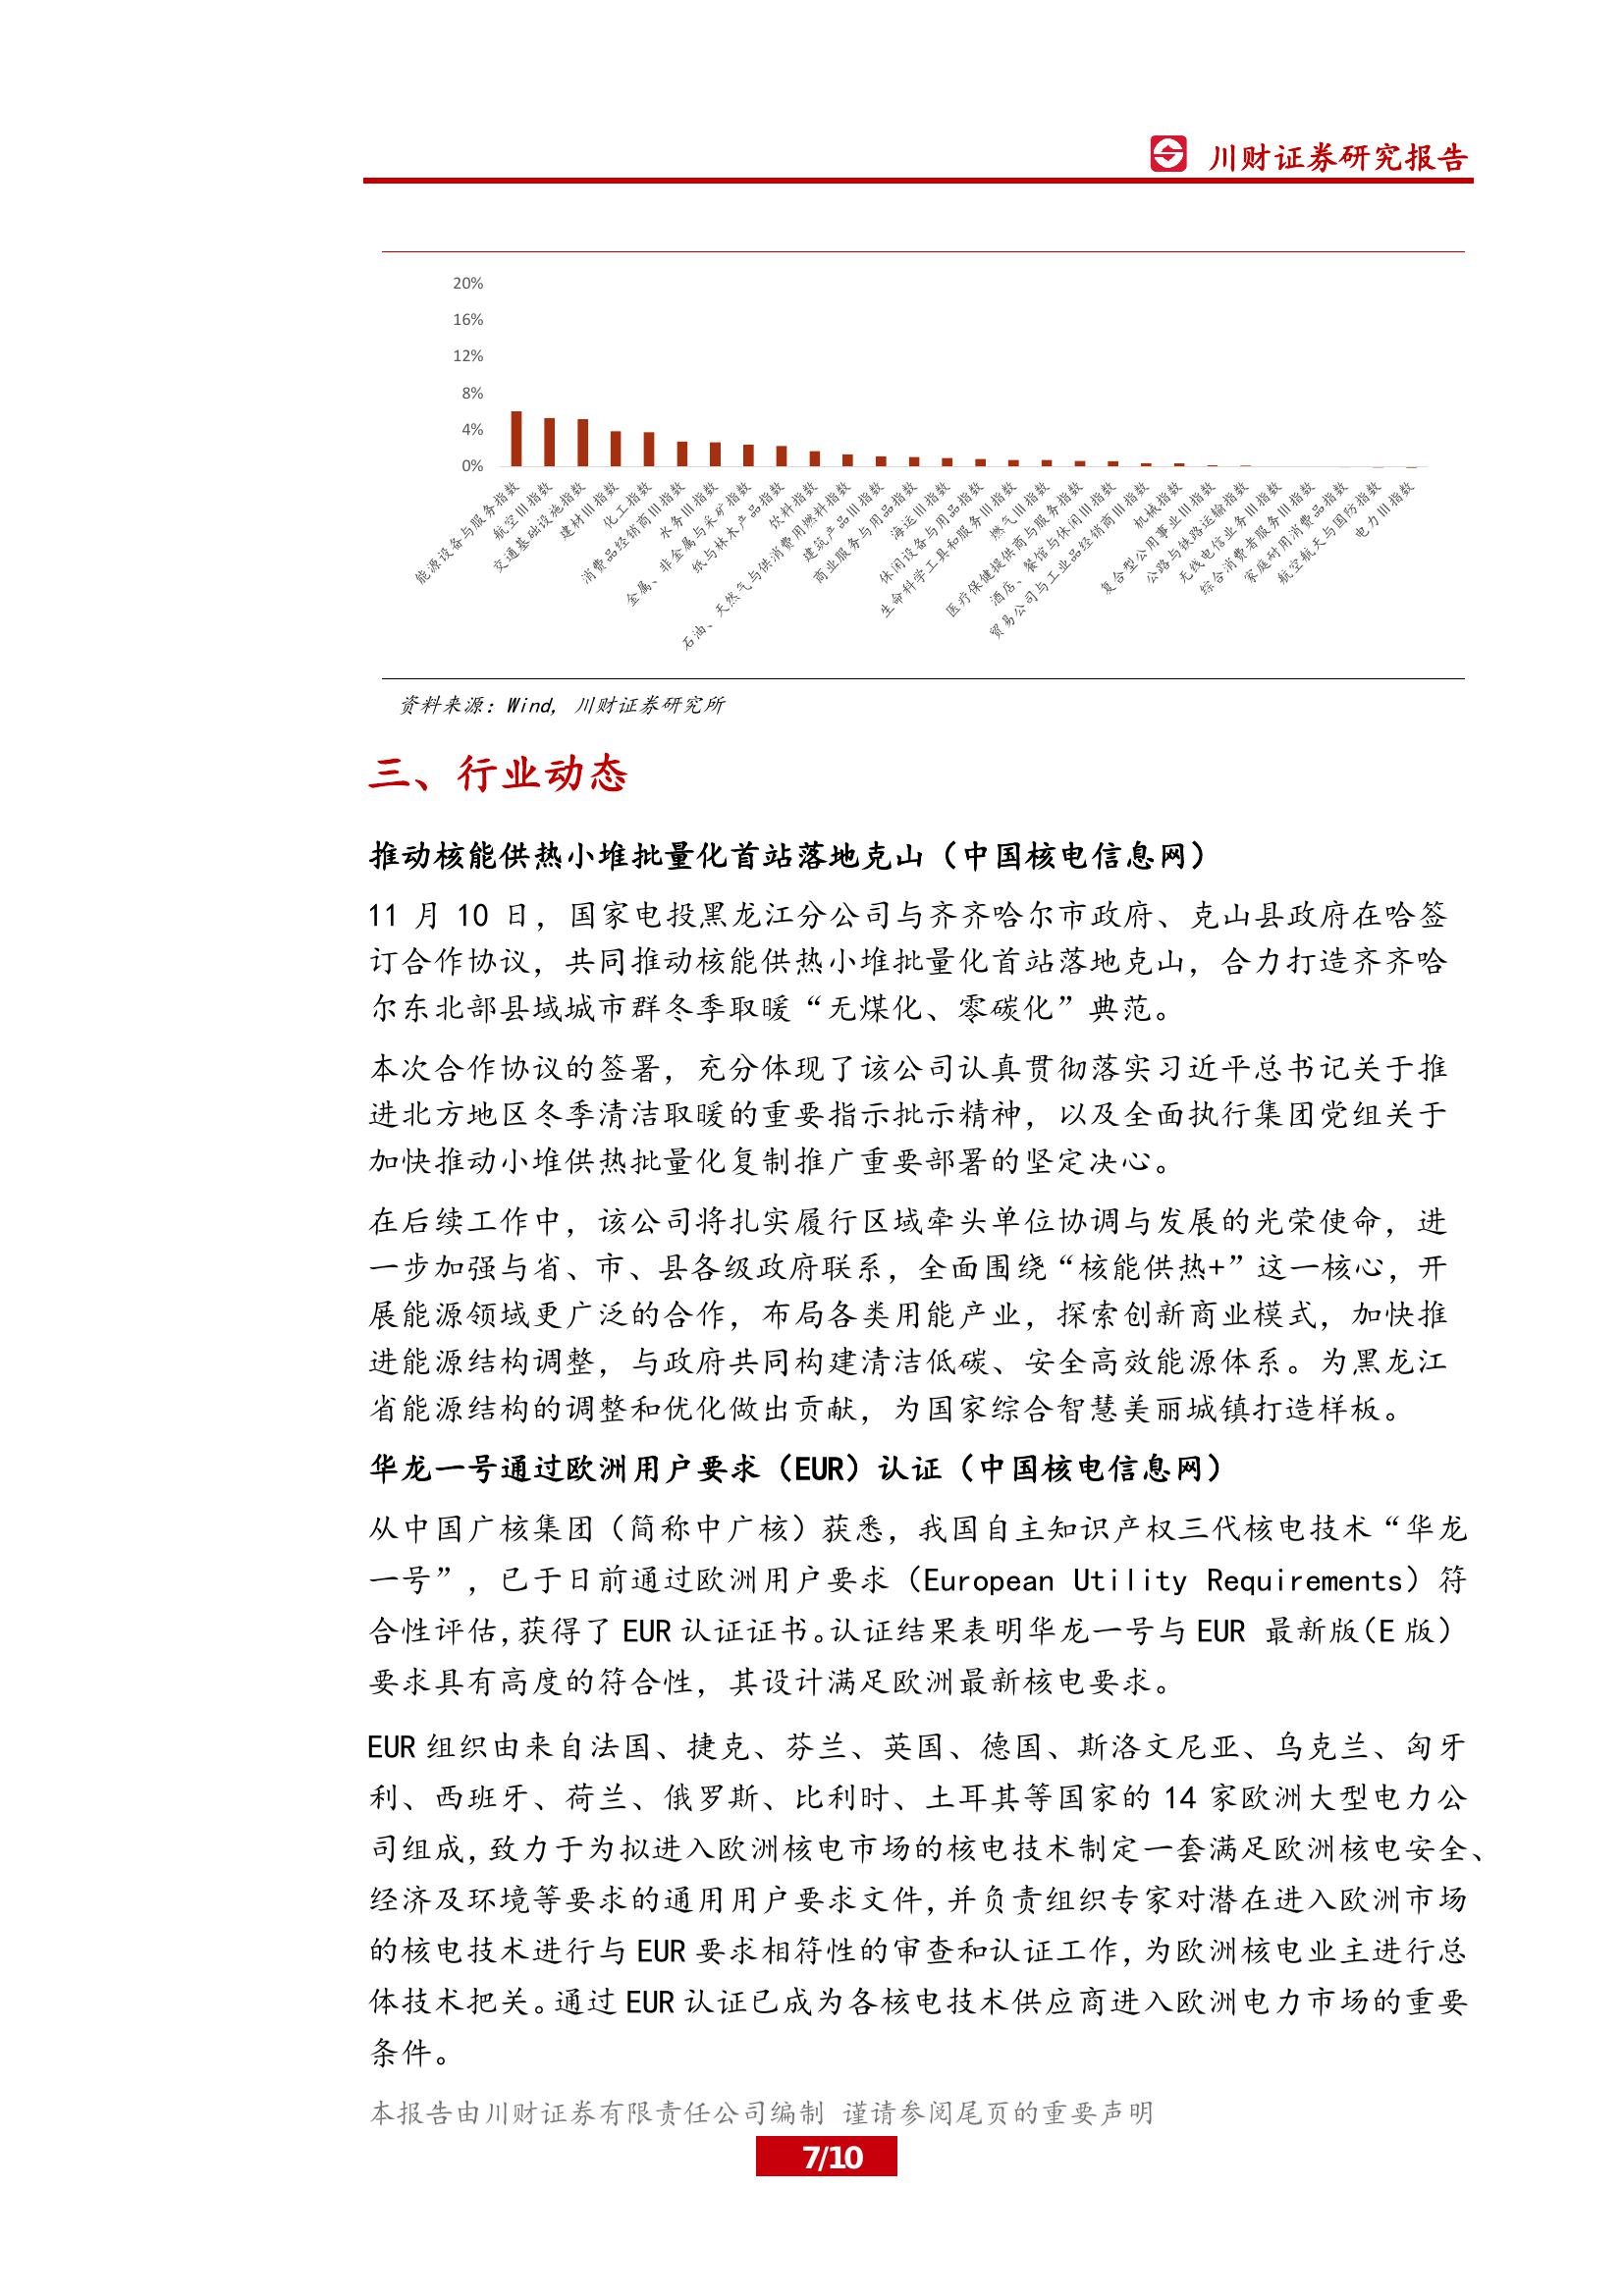 川财证券研究报告
20%
16%
12%
8%
4%
0%
能源设备与服务指数
航空Ⅲ指数
交通基础设施指数
建材Ⅲ指数
化工指数
消费品经销商Ⅲ指数
水务Ⅲ指数
金属、非金属与采矿指数
纸与林木产品指数
饮料指数
石油、天然气与供消费用燃料指数
建筑产品Ⅲ指数
商业服务与用品指数
海运Ⅲ指数
休闲设备与用品指数
生命科学工具和服务Ⅲ指数
燃气Ⅲ指数
医疗保健提供商与服务指数
酒店、餐馆与休闲Ⅲ指数
贸易公司与工业品经销商Ⅲ指数
机械指数
复合型公用事业Ⅲ指数
公路与铁路运输指数
无线电信业务Ⅲ指数
综合消费者服务Ⅲ指数
家庭耐用消费品指数
航空航天与国防指数
电力Ⅲ指数
资料来源：Wind, 川财证券研究所
三、行业动态
推动核能供热小堆批量化首站落地克山（中国核电信息网）
11 月 10 日，国家电投黑龙江分公司与齐齐哈尔市政府、克山县政府在哈签
订合作协议，共同推动核能供热小堆批量化首站落地克山，合力打造齐齐哈
尔东北部县域城市群冬季取暖“无煤化、零碳化”典范。
本次合作协议的签署，充分体现了该公司认真贯彻落实习近平总书记关于推
进北方地区冬季清洁取暖的重要指示批示精神，以及全面执行集团党组关于
加快推动小堆供热批量化复制推广重要部署的坚定决心。
在后续工作中，该公司将扎实履行区域牵头单位协调与发展的光荣使命，进
一步加强与省、市、县各级政府联系，全面围绕“核能供热+”这一核心，开
展能源领域更广泛的合作，布局各类用能产业，探索创新商业模式，加快推
进能源结构调整，与政府共同构建清洁低碳、安全高效能源体系。为黑龙江
省能源结构的调整和优化做出贡献，为国家综合智慧美丽城镇打造样板。
华龙一号通过欧洲用户要求（EUR）认证（中国核电信息网）
从中国广核集团（简称中广核）获悉，我国自主知识产权三代核电技术“华龙
一号”，已于日前通过欧洲用户要求（European Utility Requirements）符
合性评估,获得了 EUR 认证证书。认证结果表明华龙一号与 EUR 最新版（E 版）
要求具有高度的符合性，其设计满足欧洲最新核电要求。
EUR 组织由来自法国、捷克、芬兰、英国、德国、斯洛文尼亚、乌克兰、匈牙
利、西班牙、荷兰、俄罗斯、比利时、土耳其等国家的 14 家欧洲大型电力公
司组成,致力于为拟进入欧洲核电市场的核电技术制定一套满足欧洲核电安全、
经济及环境等要求的通用用户要求文件,并负责组织专家对潜在进入欧洲市场
的核电技术进行与 EUR 要求相符性的审查和认证工作,为欧洲核电业主进行总
体技术把关。通过 EUR 认证已成为各核电技术供应商进入欧洲电力市场的重要
条件。
本报告由川财证券有限责任公司编制 谨请参阅尾页的重要声明
7/10